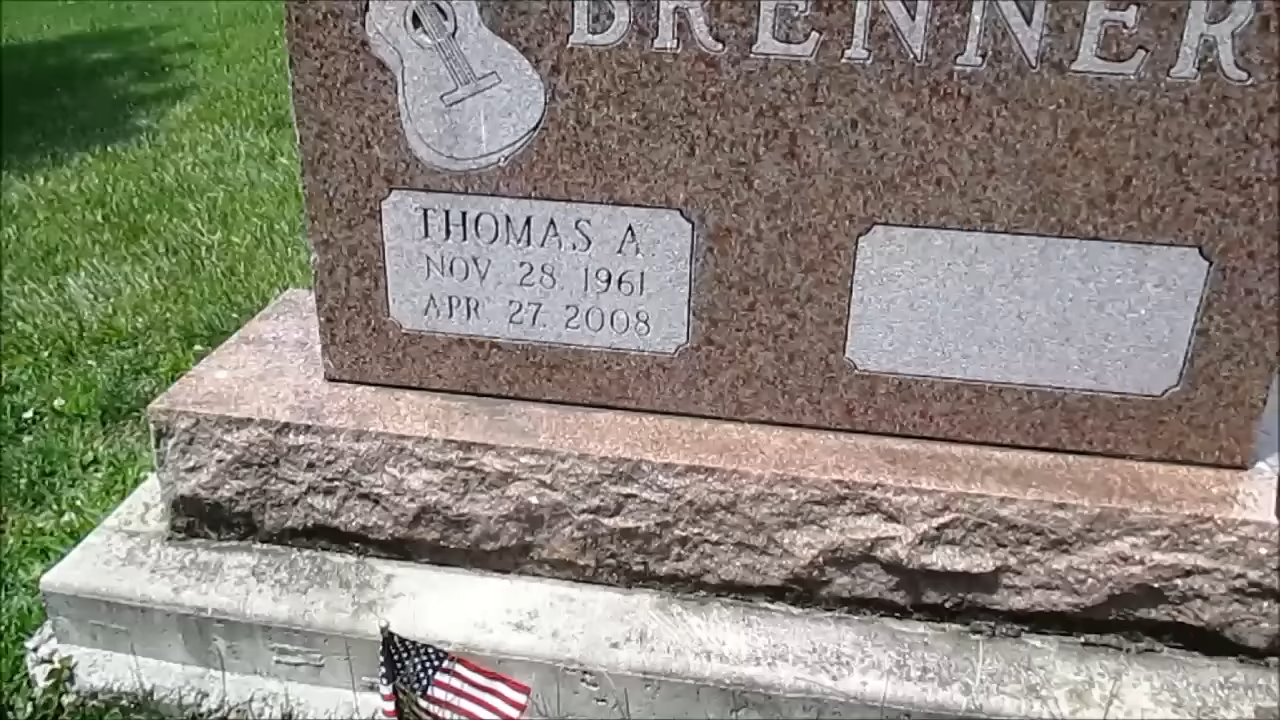 BRENNER
THOMAS A.
NOV. 28. 1961
APR. 27. 2008